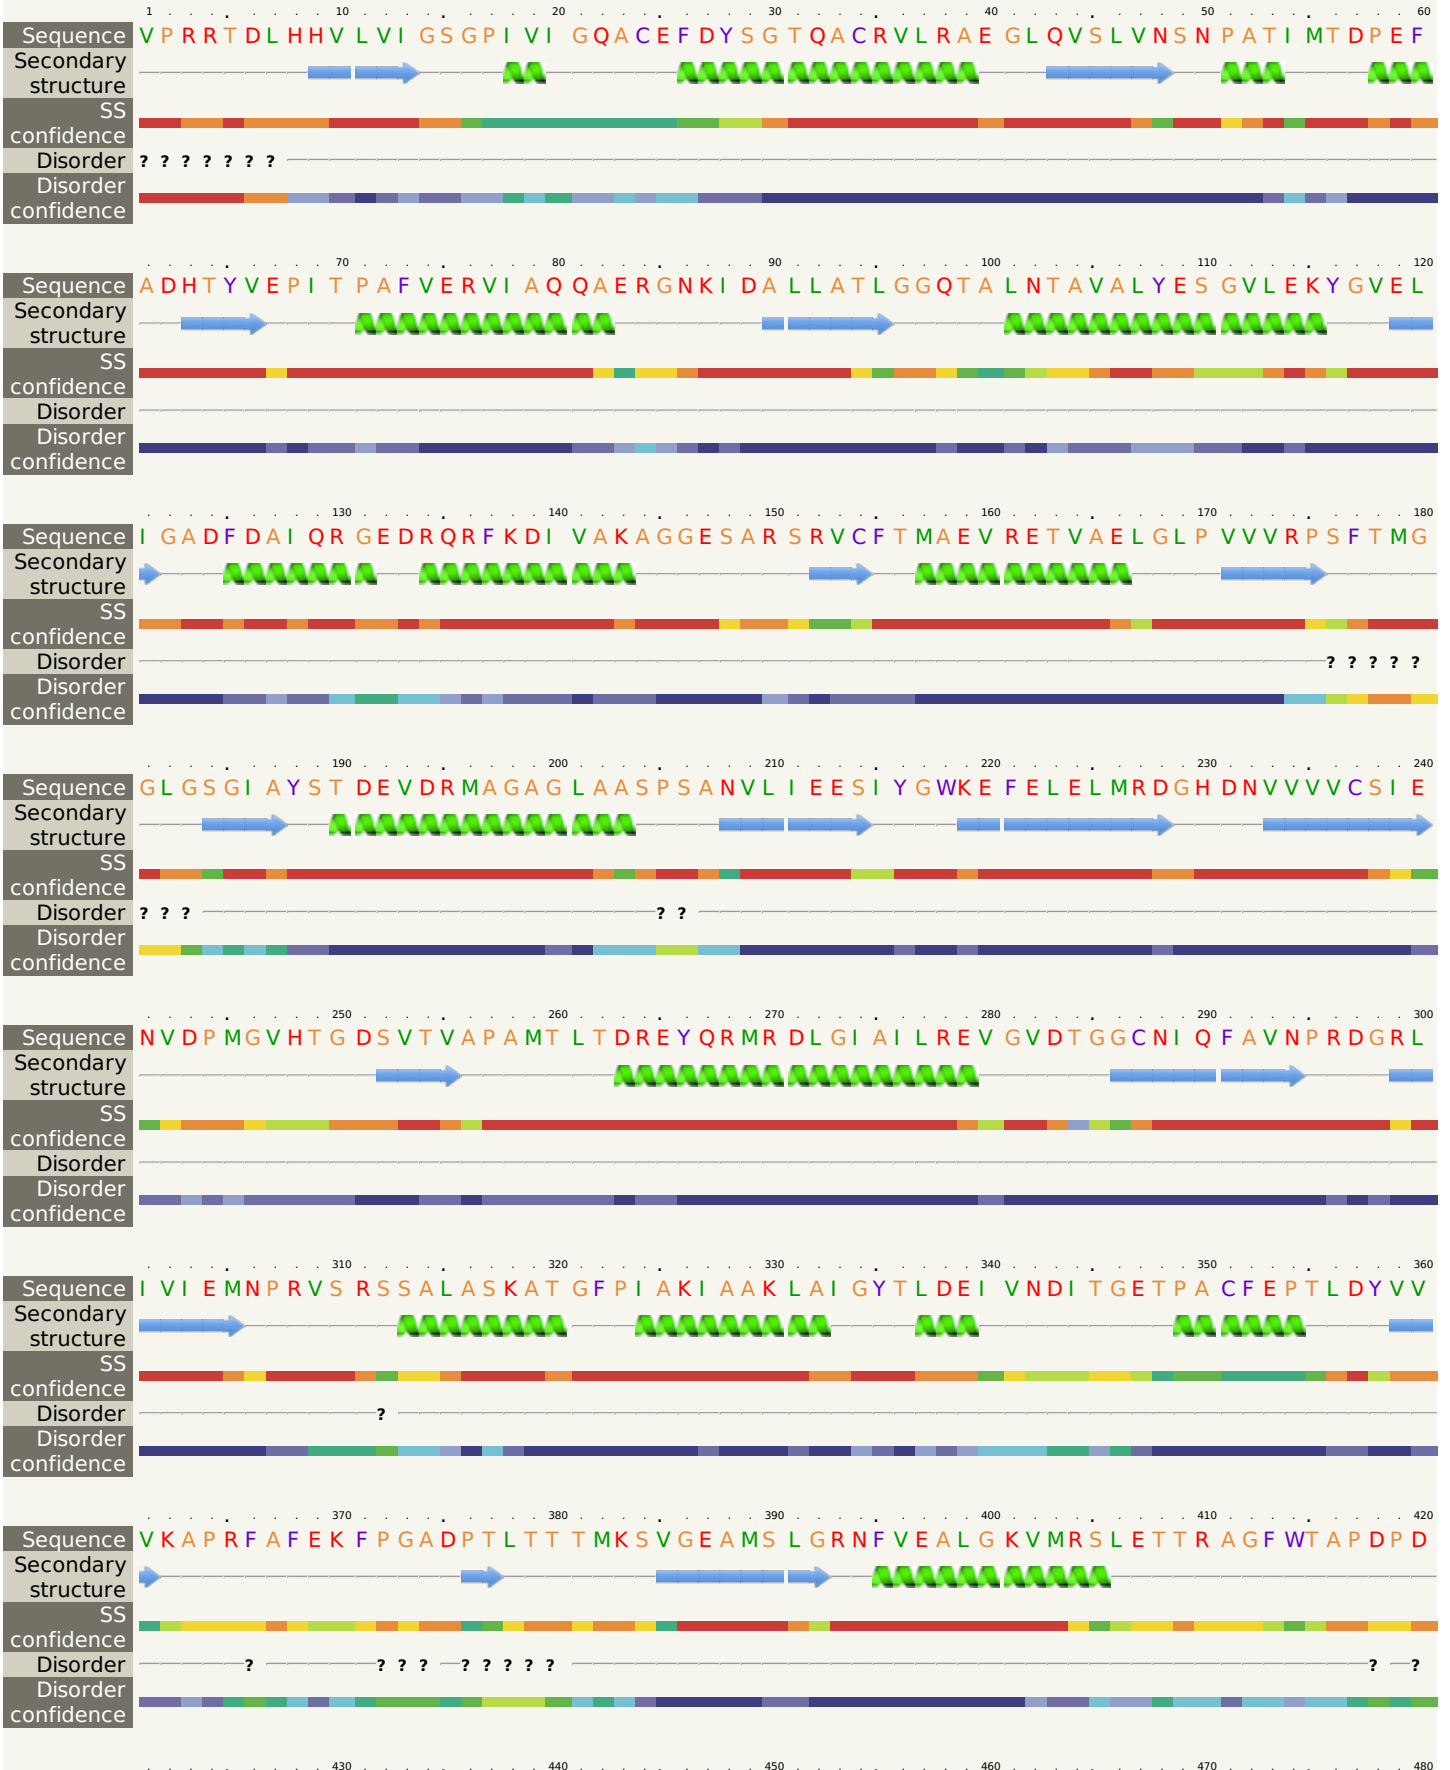 1 10 20 30 40 50 60
Sequence VPRRTDLHHVLVIGSGPIVIGQACEFDYSGTQACRVLRAEGLQVSLVNSNPATIMTDPEF
Secondary
structure
SS
confidence
Disorder ? ? ? ? ? ? ?
Disorder
confidence
70 80 90 100 110 120
Sequence ADHTYVEPITPAFVERVIAQQAERGNKIDALLATLGGQTALNTAVALYESGVLEKYGVEL
Secondary
structure
SS
confidence
Disorder
Disorder
confidence
130 140 150 160 170 180
Sequence IGADFDAIQRGEDRQRFKDIVAKAGGESARSRVCFTMAEVRETVAELGLPVVVRPSFTMG
Secondary
structure
SS
confidence
Disorder ? ? ? ? ?
Disorder
confidence
190 200 210 220 230 240
Sequence GLGSGIAYSTDEVDRMAGAGLAASPSANVLIEESIYGWKEFELELMRDGHDNVVVVCSIE
Secondary
structure
SS
confidence
Disorder ? ? ? ? ?
Disorder
confidence
250 260 270 280 290 300
Sequence NVDPMGVHTGDSVTVAPAMTLTDREYQRMRDLGIAILREVGVDTGGCNIQFAVNPRDGRL
Secondary
structure
SS
confidence
Disorder
Disorder
confidence
310 320 330 340 350 360
Sequence IVIEMNPRVSRSSALASKATGFPIAKIAAKLAIGYTLDEIVNDITGETPACFEPTLDYVV
Secondary
structure
SS
confidence
Disorder ?
Disorder
confidence
370 380 390 400 410 420
Sequence VKAPRFAFEKFPGADPTLTTTMKSVGEAMSLGRNFVEALGKVMRSLETTRAGFWTAPDPD
Secondary
structure
SS
confidence
Disorder ? ? ? ? ? ? ? ? ? ? ?
Disorder
confidence
430 440 450 460 470 480